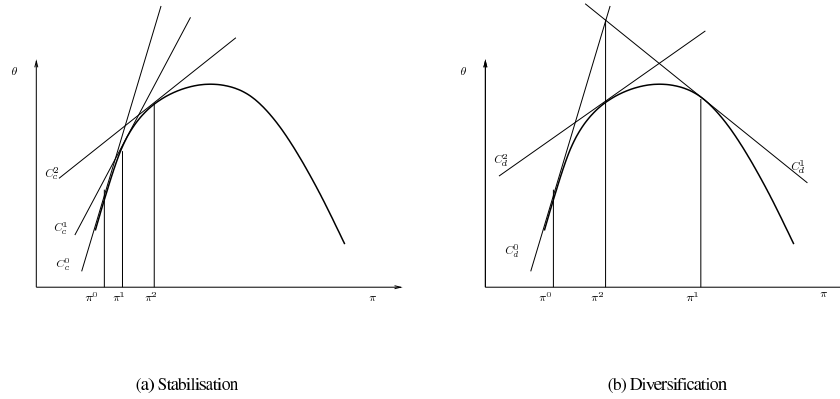 θ
C_c^2
C_c^1
C_c^0
π^0 π^1 π^2 π
(a) Stabilisation
θ
C_d^2
C_d^1
C_d^0
π^0 π^2 π^1 π
(b) Diversification